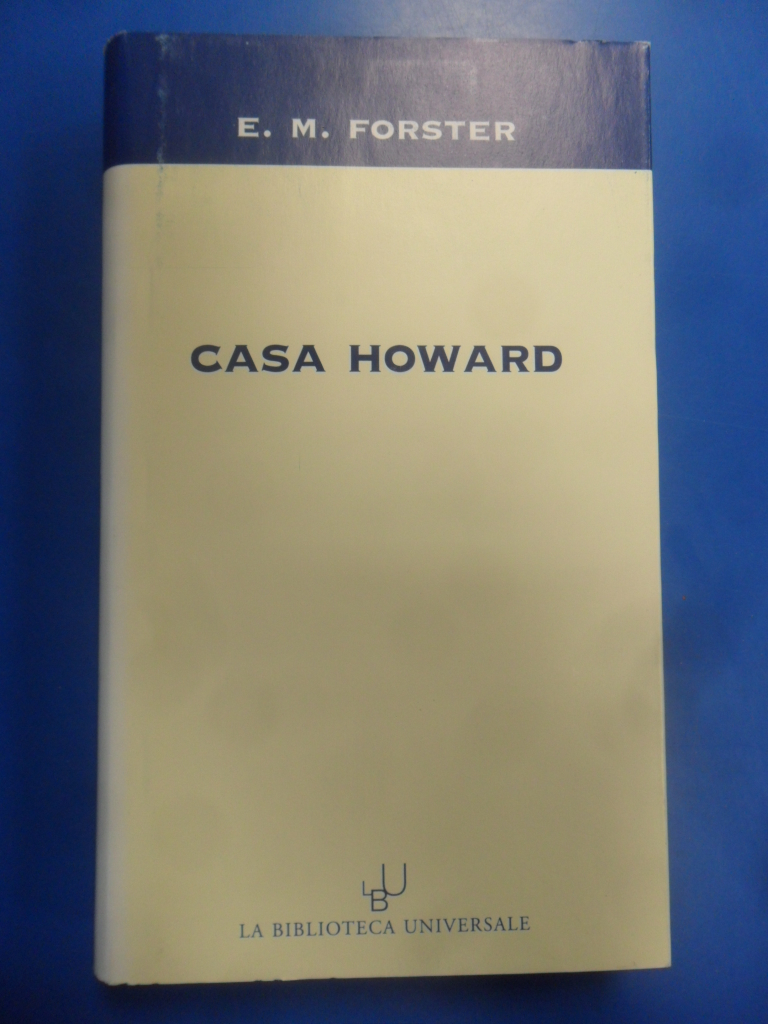 E. M. FORSTER
CASA HOWARD
LBU
LA BIBLIOTECA UNIVERSALE